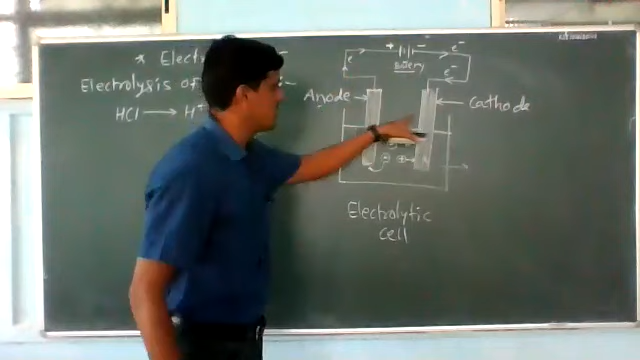 * Elect
Electrolysis of
HCl → H+
+ −
e−
e−
e−
Battery
Anode
Cathode
− +
Electrolytic
cell